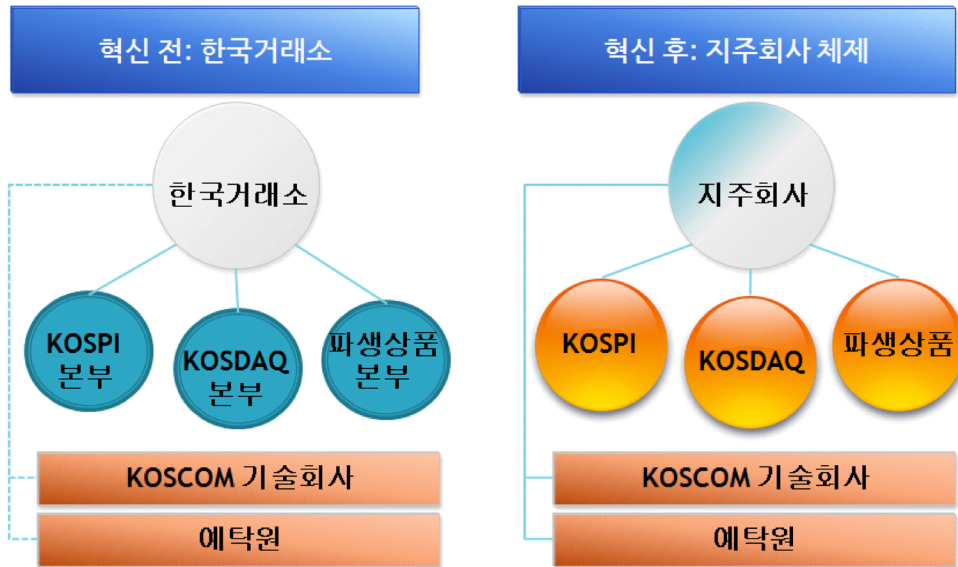 혁신 전: 한국거래소
한국거래소
KOSPI
본부
KOSDAQ
본부
파생상품
본부
KOSCOM 기술회사
예탁원
혁신 후: 지주회사 체제
지주회사
KOSPI
KOSDAQ
파생상품
KOSCOM 기술회사
예탁원